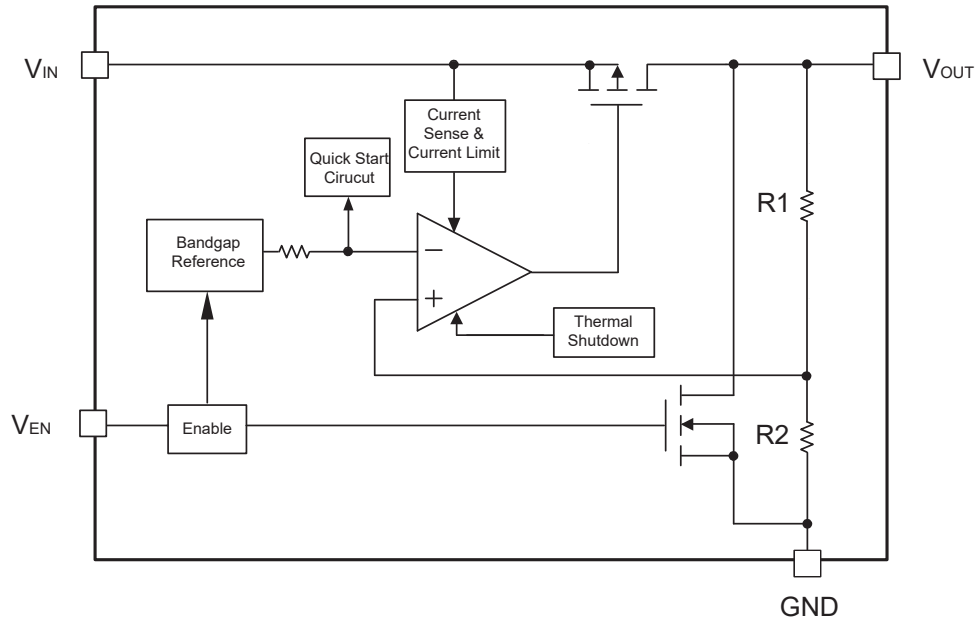 VIN
VOUT
Current
Sense &
Current Limit
Quick Start
Cirucut
R1
Bandgap
Reference
−
+
Thermal
Shutdown
VEN
Enable
R2
GND